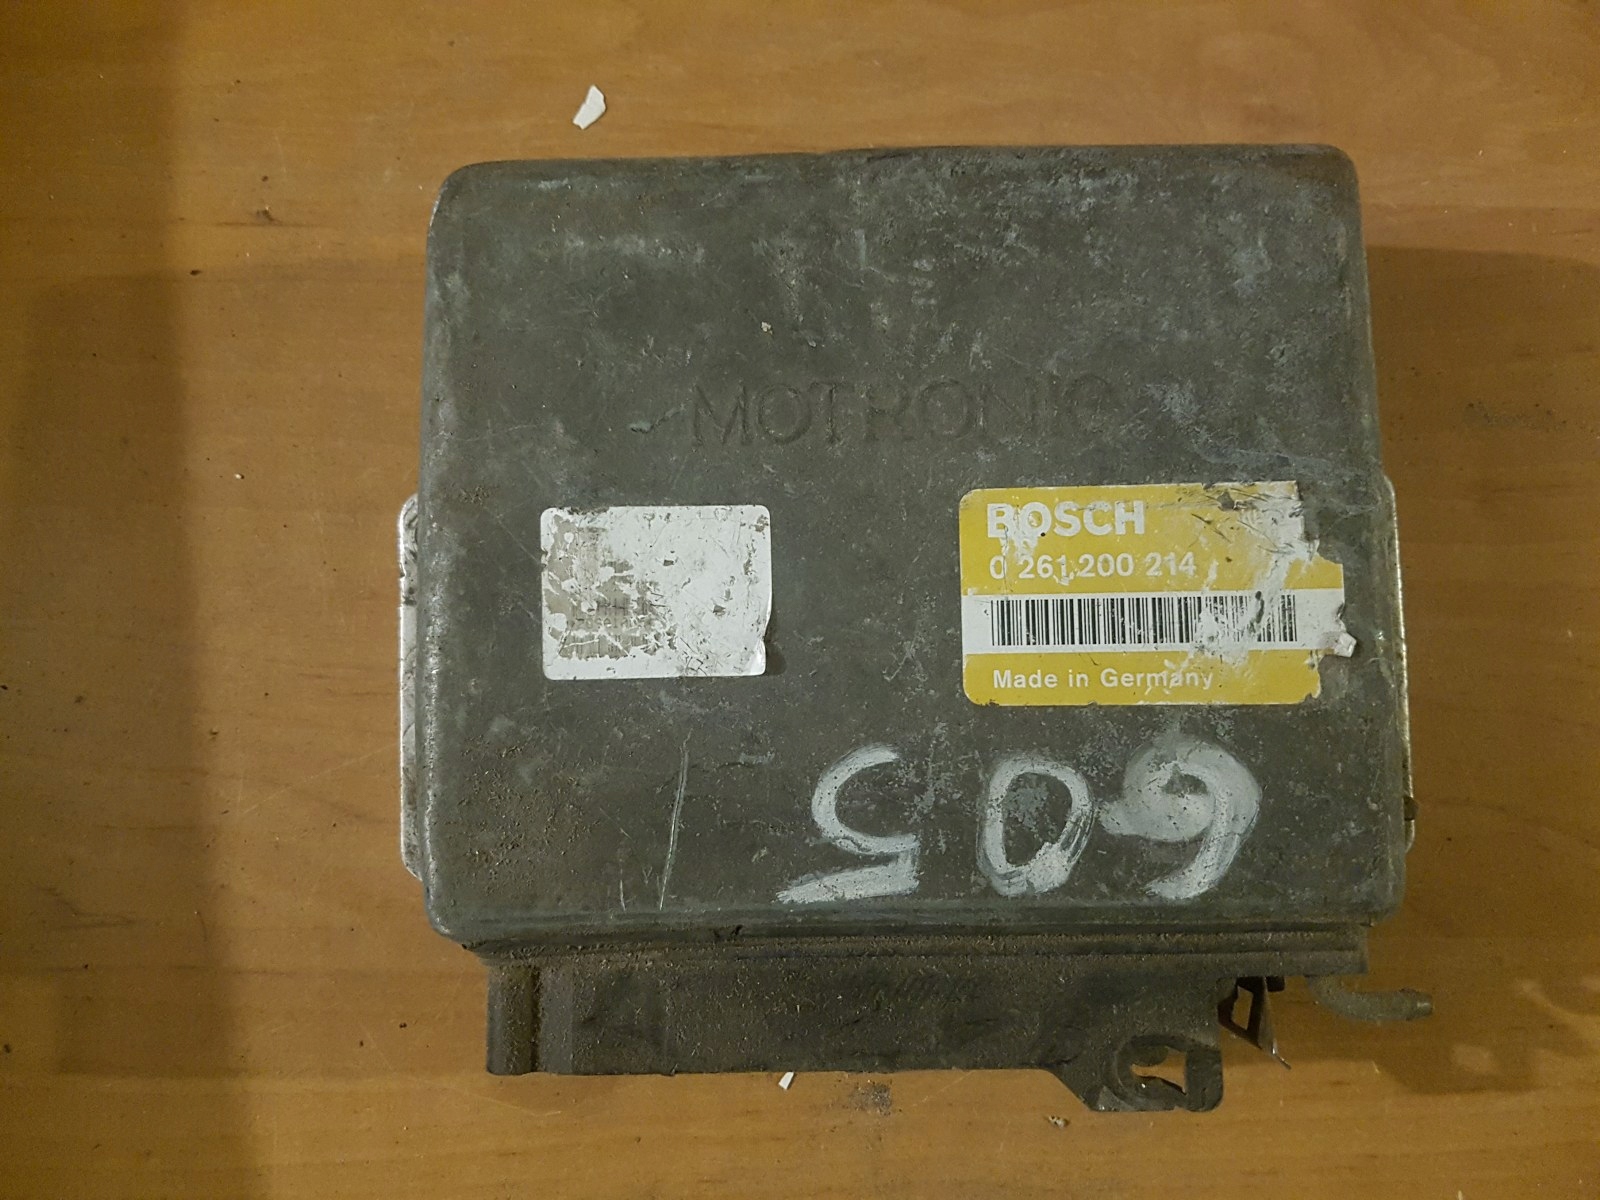 MOTRONIC
BOSCH
0 261 200 214
Made in Germany
605